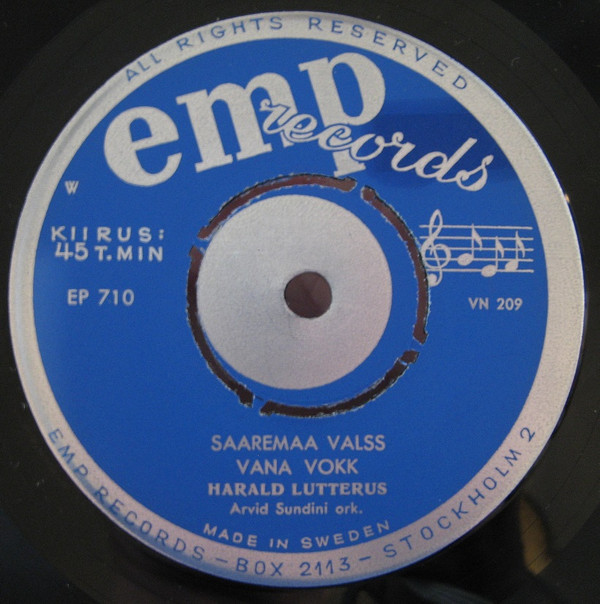 ALL RIGHTS RESERVED
emp
records
W
KIIRUS:
45 T. MIN
EP 710
VN 209
SAAREMAA VALSS
VANA VOKK
HARALD LUTTERUS
Arvid Sundini ork.
MADE IN SWEDEN
EMP RECORDS – BOX 2113 – STOCKHOLM 2